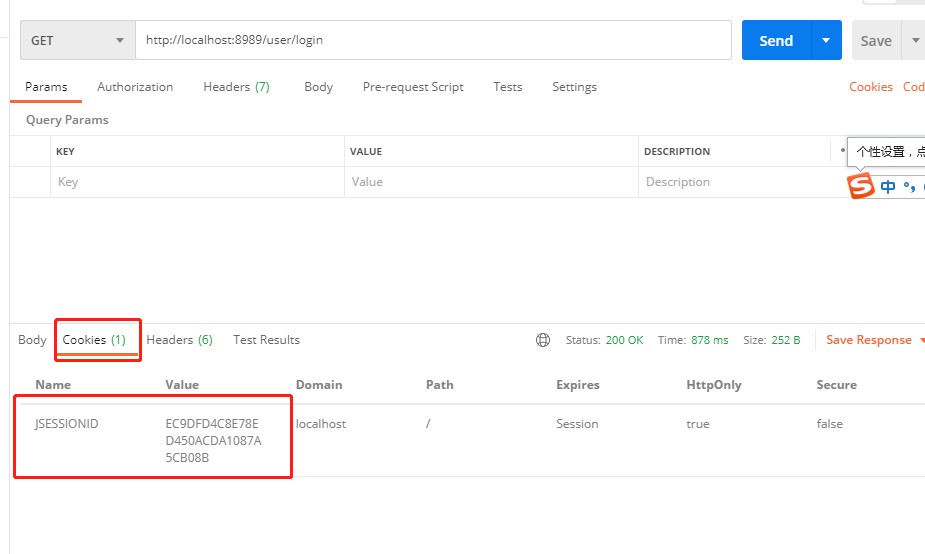 GET http://localhost:8989/user/login Send Save
Params Authorization Headers (7) Body Pre-request Script Tests Settings Cookies Cod
Query Params
KEY VALUE DESCRIPTION
个性设置，点
Key Value Description
S 中 °,
Body Cookies (1) Headers (6) Test Results Status: 200 OK Time: 878 ms Size: 252 B Save Response
Name Value Domain Path Expires HttpOnly Secure
JSESSIONID EC9DFD4C8E78E localhost / Session true false
D450ACDA1087A
5CB08B